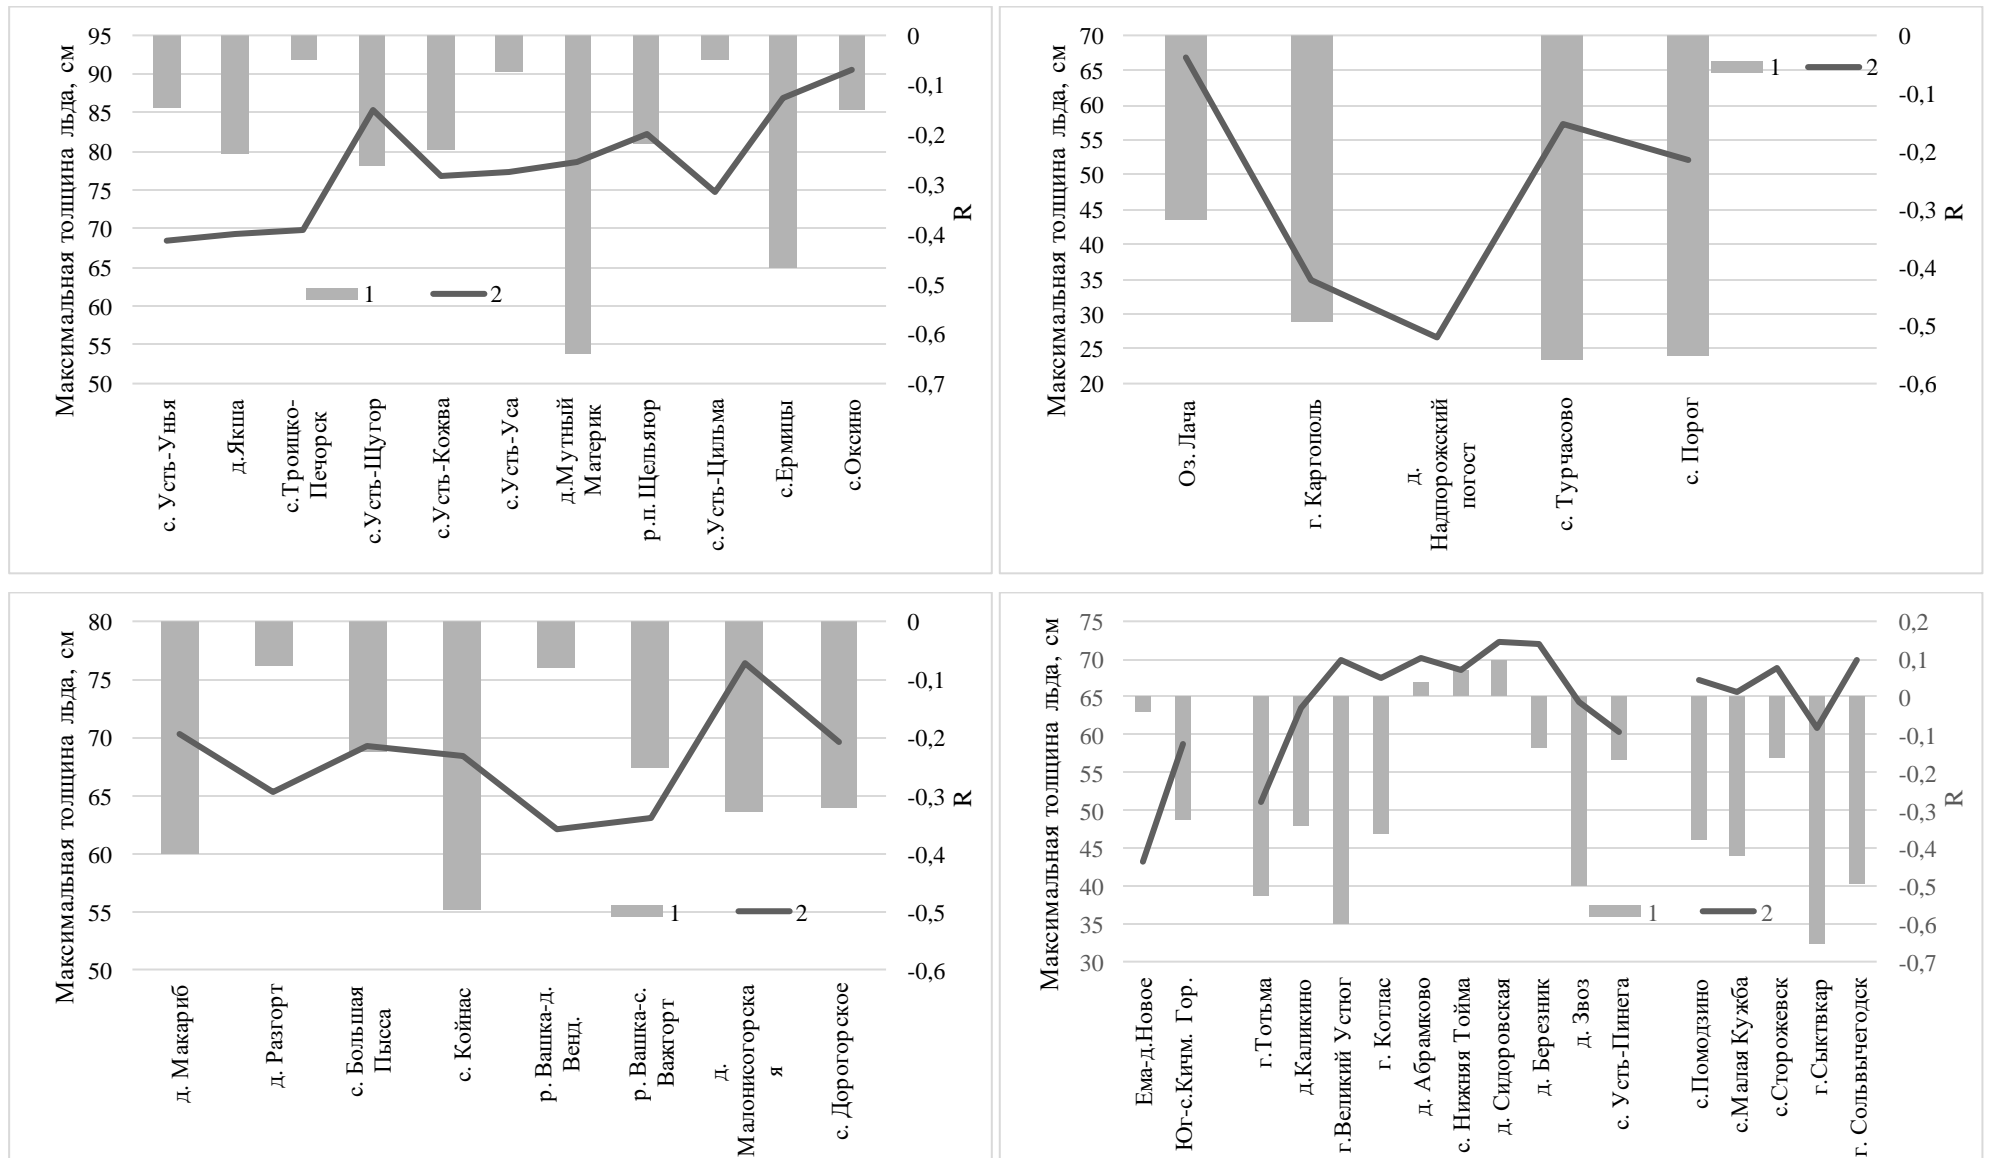 Максимальная толщина льда, см
95
90
85
80
75
70
65
60
55
50
0
-0,1
-0,2
-0,3
-0,4
-0,5
-0,6
-0,7
R
1
2
с. Усть-Унья
д.Якша
с.Троицко-
Печорск
с.Усть-Щугор
с.Усть-Кожва
с.Усть-Уса
д.Мутный
Материк
р.п. Щельяюр
с.Усть-Цильма
с.Ермицы
с.Оксино
Максимальная толщина льда, см
70
65
60
55
50
45
40
35
30
25
20
0
-0,1
-0,2
-0,3
-0,4
-0,5
-0,6
R
1
2
Оз. Лача
г. Каргополь
д.
Надпорожский
погост
с. Турчасово
с. Порог
Максимальная толщина льда, см
80
75
70
65
60
55
50
0
-0,1
-0,2
-0,3
-0,4
-0,5
-0,6
R
1
2
д. Макариб
д. Разгорт
с. Большая
Пысса
с. Койнас
р. Вашка-д.
Венд.
р. Вашка-с.
Важгорт
д.
Малонисогорска
я
с. Дорогорское
Максимальная толщина льда, см
75
70
65
60
55
50
45
40
35
30
0,2
0,1
0
-0,1
-0,2
-0,3
-0,4
-0,5
-0,6
-0,7
R
1
2
Ема-д.Новое
Юг-с.Кичм. Гор.
г.Тотьма
д.Каликино
г.Великий Устюг
г. Котлас
д. Абрамково
с. Нижняя Тойма
д. Сидоровская
д. Березник
д. Звоз
с. Усть-Пинега
с.Помодзино
с.Малая Кужба
с.Сторожевск
г.Сыктвкар
г. Сольвычегодск